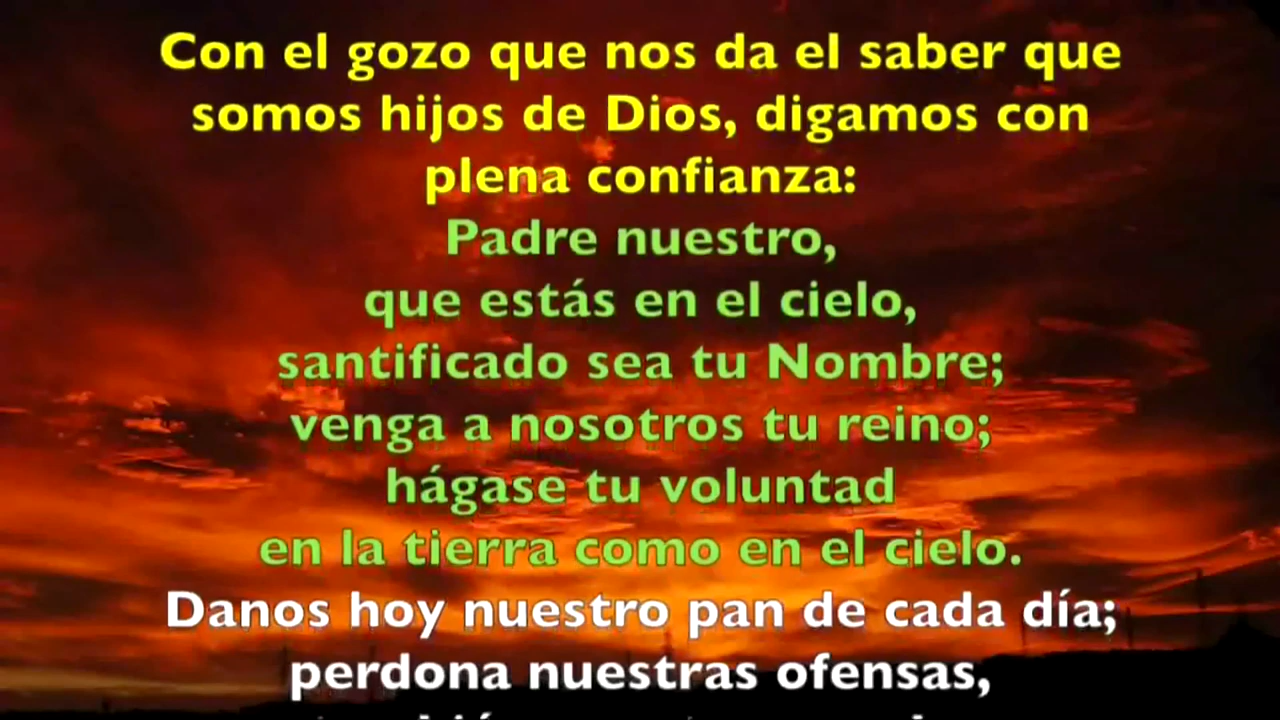 Con el gozo que nos da el saber que
somos hijos de Dios, digamos con
plena confianza:
Padre nuestro,
que estás en el cielo,
santificado sea tu Nombre;
venga a nosotros tu reino;
hágase tu voluntad
en la tierra como en el cielo.
Danos hoy nuestro pan de cada día;
perdona nuestras ofensas,